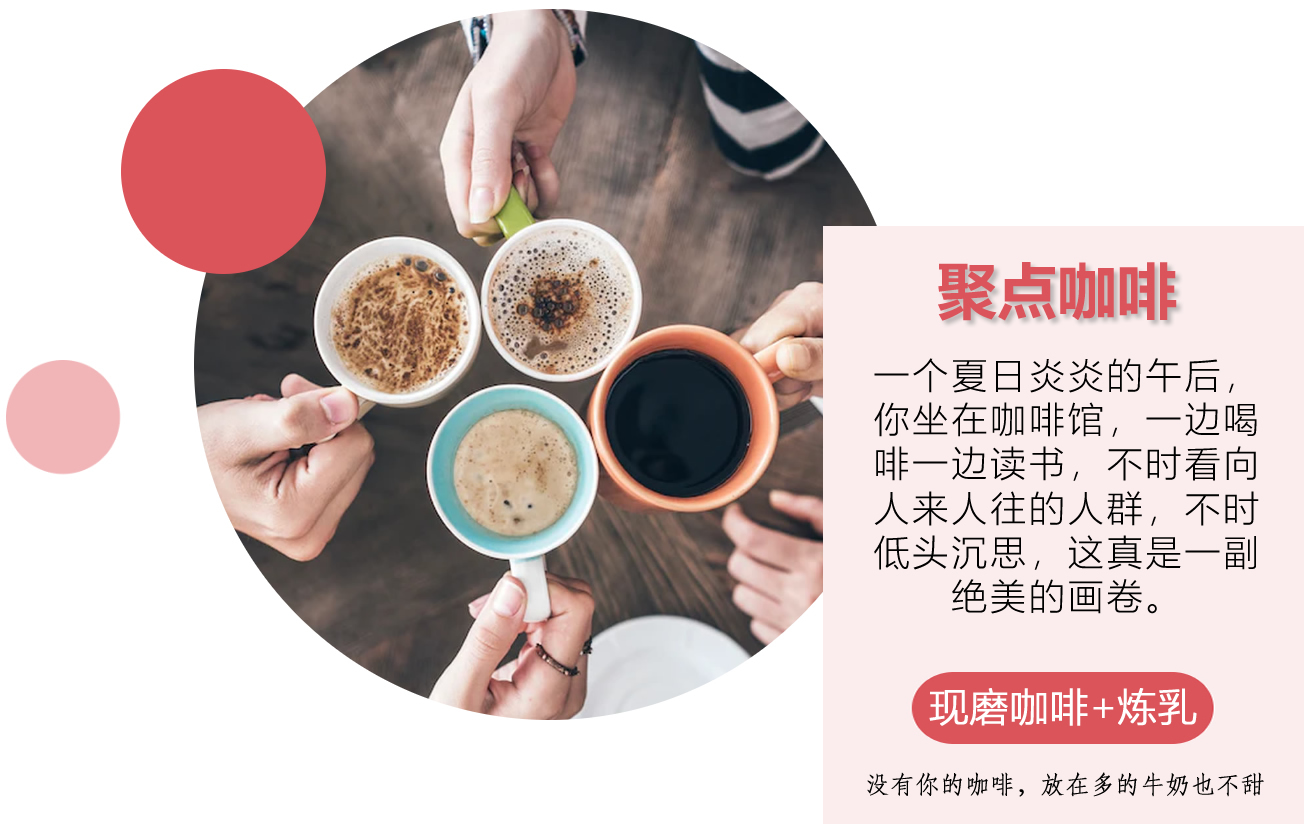 聚点咖啡
一个夏日炎炎的午后，
你坐在咖啡馆，一边喝
啡一边读书，不时看向
人来人往的人群，不时
低头沉思，这真是一副
绝美的画卷。
现磨咖啡+炼乳
没有你的咖啡，放在多的牛奶也不甜